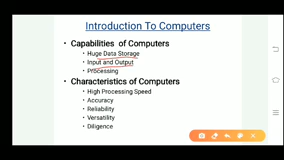 Introduction To Computers
• Capabilities of Computers
• Huge Data Storage
• Input and Output
• Processing
• Characteristics of Computers
• High Processing Speed
• Accuracy
• Reliability
• Versatility
• Diligence